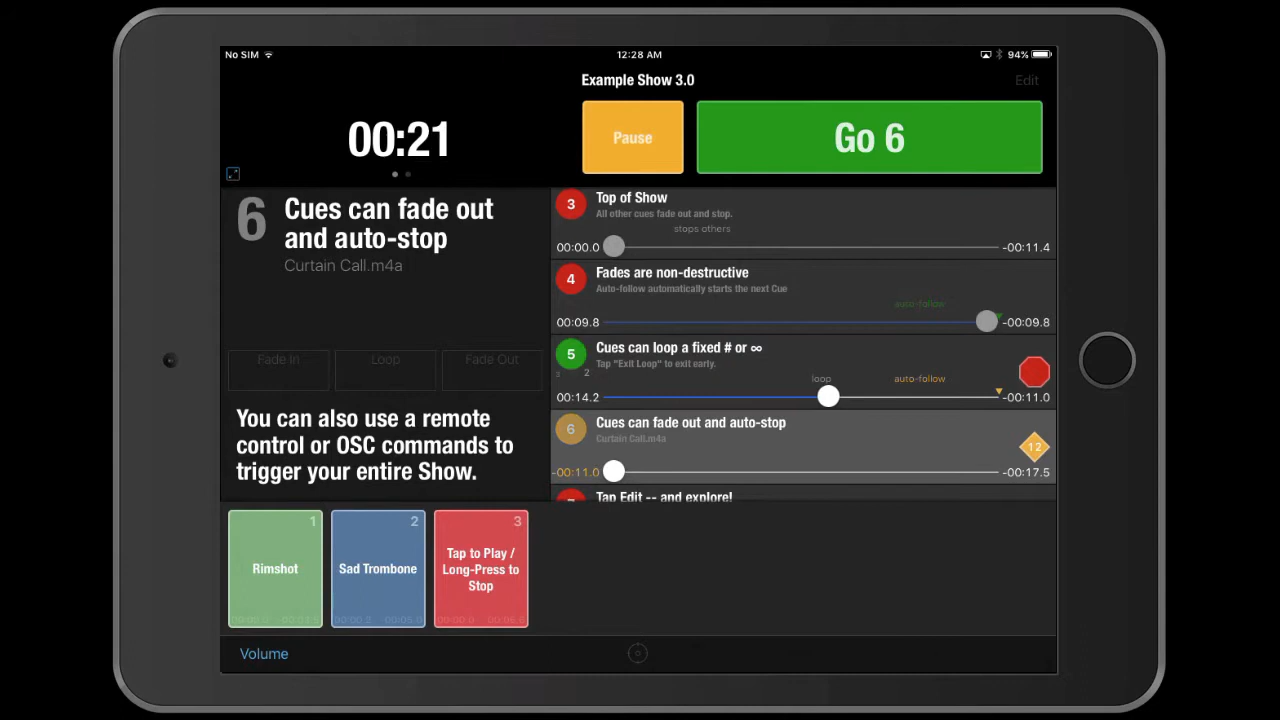 No SIM
12:28 AM
94%
Example Show 3.0
Edit
00:21
Pause
Go 6
6
Cues can fade out
and auto-stop
Curtain Call.m4a
Fade In
Loop
Fade Out
You can also use a remote
control or OSC commands to
trigger your entire Show.
3
Top of Show
All other cues fade out and stop.
stops others
00:00.0
-00:11.4
4
Fades are non-destructive
Auto-follow automatically starts the next Cue
auto-follow
00:09.8
-00:09.8
5
Cues can loop a fixed # or ∞
Tap "Exit Loop" to exit early.
2
loop
auto-follow
00:14.2
-00:11.0
6
Cues can fade out and auto-stop
Curtain Call.m4a
12
-00:11.0
-00:17.5
Tap Edit -- and explore!
1
Rimshot
2
Sad Trombone
3
Tap to Play /
Long-Press to
Stop
Volume